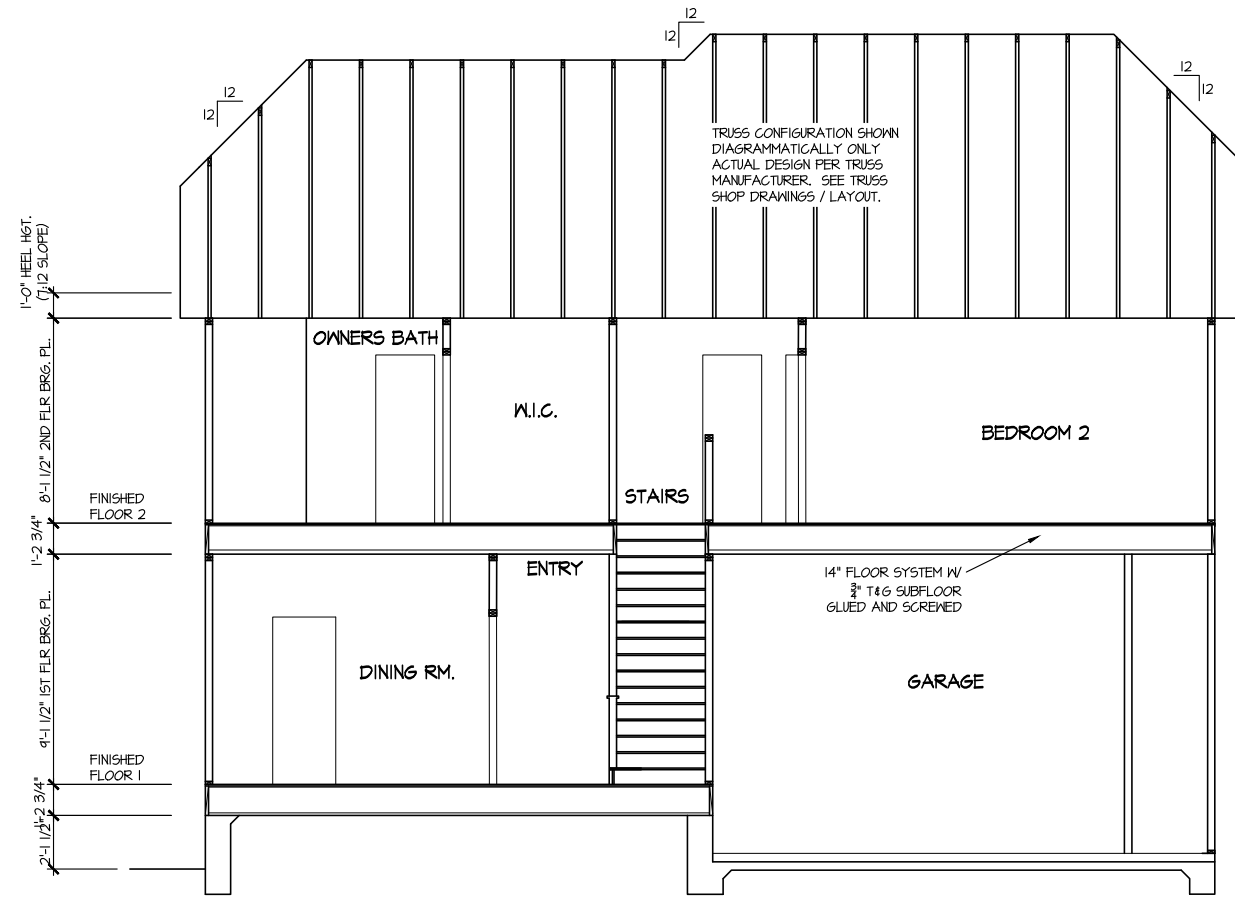 12
12
12
12
12
12
TRUSS CONFIGURATION SHOWN
DIAGRAMMATICALLY ONLY
ACTUAL DESIGN PER TRUSS
MANUFACTURER. SEE TRUSS
SHOP DRAWINGS / LAYOUT.
1'-0" HEEL HGT.
(7:12 SLOPE)
OWNERS BATH
W.I.C.
BEDROOM 2
STAIRS
8'-1 1/2" 2ND FLR BRG. PL.
FINISHED
FLOOR 2
1'-2 3/4"
ENTRY
14" FLOOR SYSTEM W/
3/4" T&G SUBFLOOR
GLUED AND SCREWED
DINING RM.
GARAGE
9'-1 1/2" 1ST FLR BRG. PL.
FINISHED
FLOOR 1
1'-2 3/4"
2'-1 1/2"